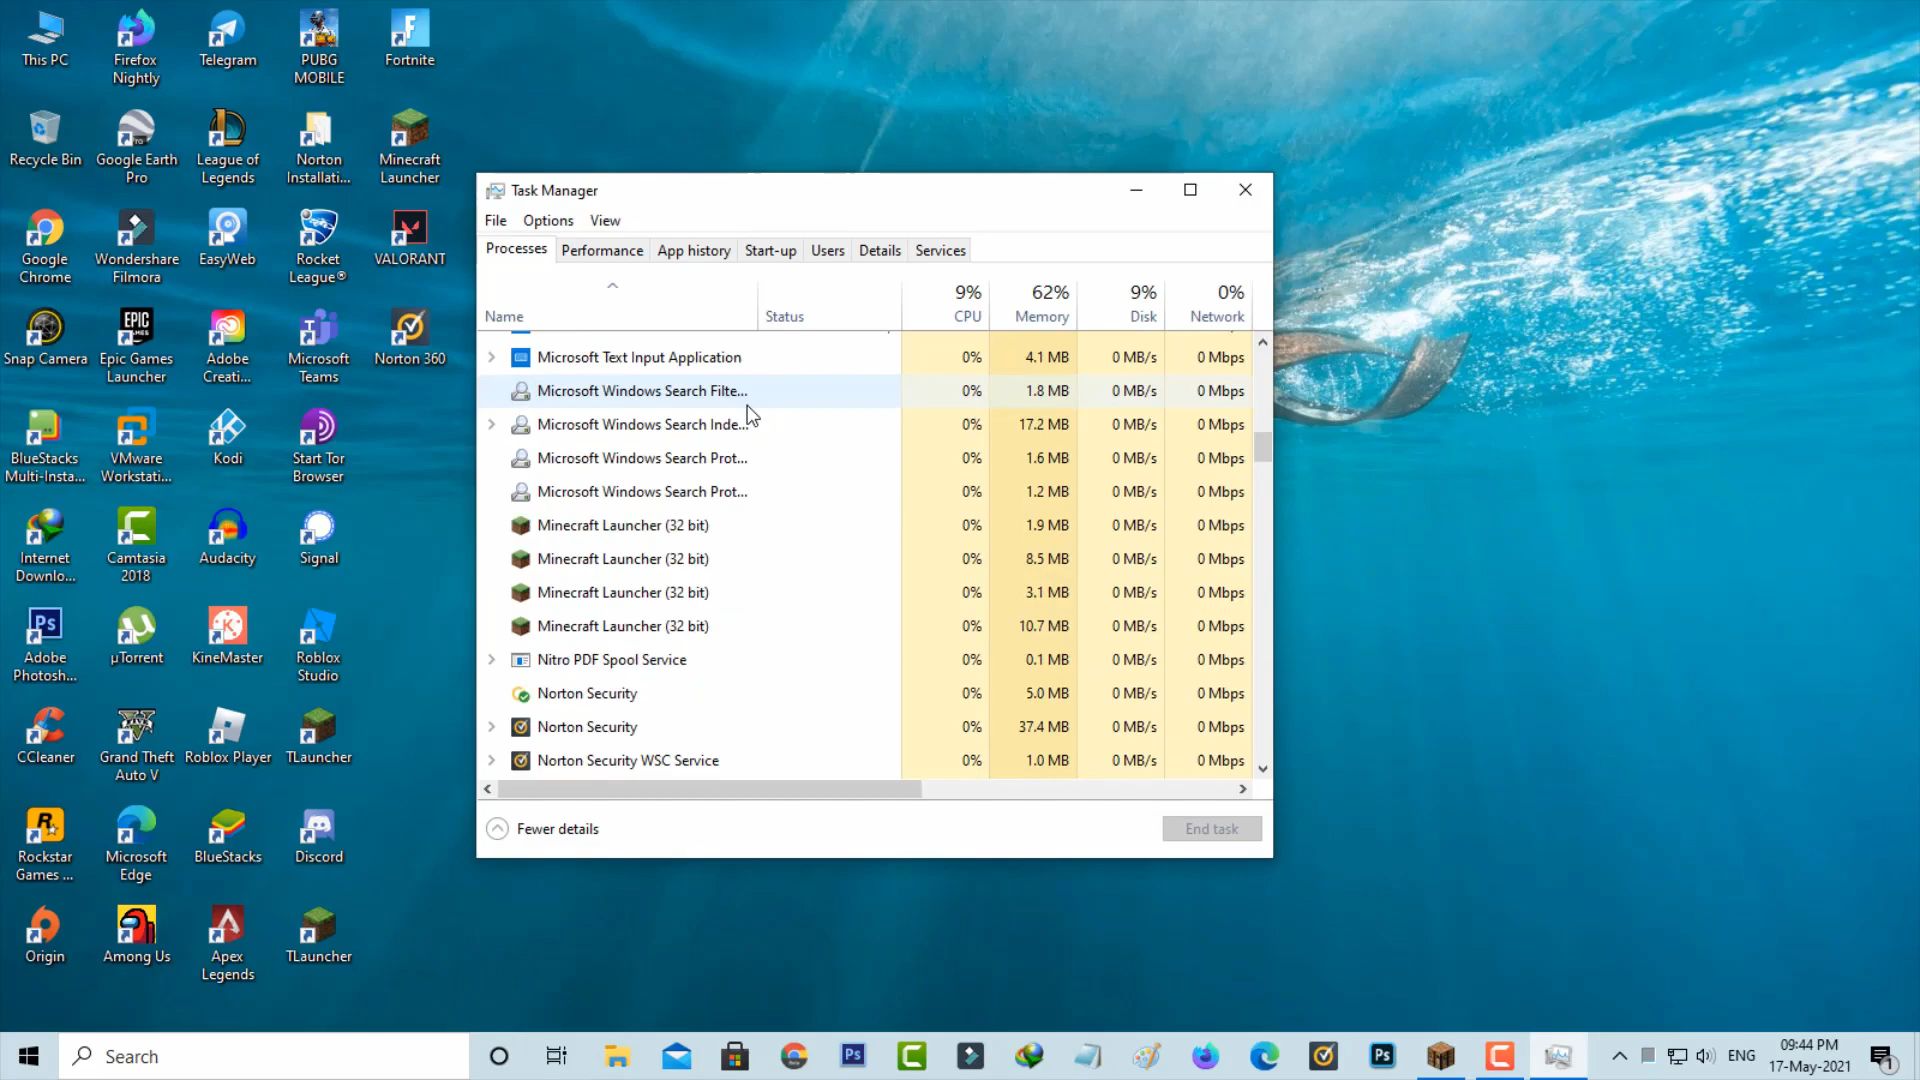 This PC
Firefox
Nightly
Telegram
PUBG
MOBILE
Fortnite
Recycle Bin
Google Earth
Pro
League of
Legends
Norton
Installati...
Minecraft
Launcher
Google
Chrome
Wondershare
Filmora
EasyWeb
Rocket
League®
VALORANT
Snap Camera
Epic Games
Launcher
Adobe
Creati...
Microsoft
Teams
Norton 360
BlueStacks
Multi-Insta...
VMware
Workstati...
Kodi
Start Tor
Browser
Internet
Downlo...
Camtasia
2018
Audacity
Signal
Adobe
Photosh...
µTorrent
KineMaster
Roblox
Studio
CCleaner
Grand Theft
Auto V
Roblox Player
TLauncher
Rockstar
Games ...
Microsoft
Edge
BlueStacks
Discord
Origin
Among Us
Apex
Legends
TLauncher
Task Manager
File Options View
Processes Performance App history Start-up Users Details Services
9% 62% 9% 0%
Name Status CPU Memory Disk Network
Microsoft Text Input Application 0% 4.1 MB 0 MB/s 0 Mbps
Microsoft Windows Search Filte... 0% 1.8 MB 0 MB/s 0 Mbps
Microsoft Windows Search Inde... 0% 17.2 MB 0 MB/s 0 Mbps
Microsoft Windows Search Prot... 0% 1.6 MB 0 MB/s 0 Mbps
Microsoft Windows Search Prot... 0% 1.2 MB 0 MB/s 0 Mbps
Minecraft Launcher (32 bit) 0% 1.9 MB 0 MB/s 0 Mbps
Minecraft Launcher (32 bit) 0% 8.5 MB 0 MB/s 0 Mbps
Minecraft Launcher (32 bit) 0% 3.1 MB 0 MB/s 0 Mbps
Minecraft Launcher (32 bit) 0% 10.7 MB 0 MB/s 0 Mbps
Nitro PDF Spool Service 0% 0.1 MB 0 MB/s 0 Mbps
Norton Security 0% 5.0 MB 0 MB/s 0 Mbps
Norton Security 0% 37.4 MB 0 MB/s 0 Mbps
Norton Security WSC Service 0% 1.0 MB 0 MB/s 0 Mbps
Fewer details End task
Search
ENG
09:44 PM
17-May-2021
1